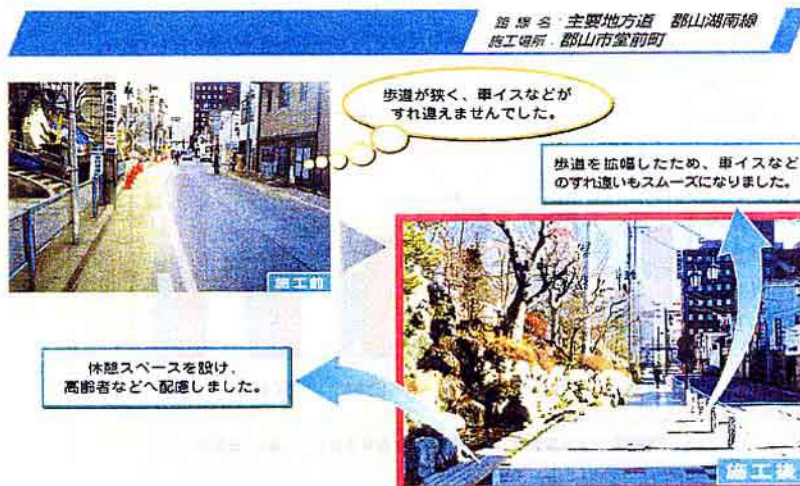 路線名：主要地方道　郡山湖南線
施工場所：郡山市堂前町
歩道が狭く、車イスなどが
すれ違えませんでした。
歩道を拡幅したため、車イスなど
のすれ違いもスムーズになりました。
施工前
休憩スペースを設け、
高齢者などへ配慮しました。
施工後